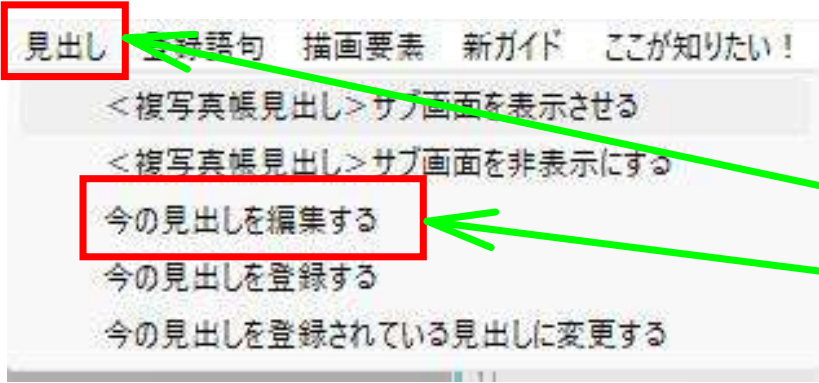 見出し 登録語句 描画要素 新ガイド ここが知りたい!
<複写真帳見出し>サブ画面を表示させる
<複写真帳見出し>サブ画面を非表示にする
今の見出しを編集する
今の見出しを登録する
今の見出しを登録されている見出しに変更する